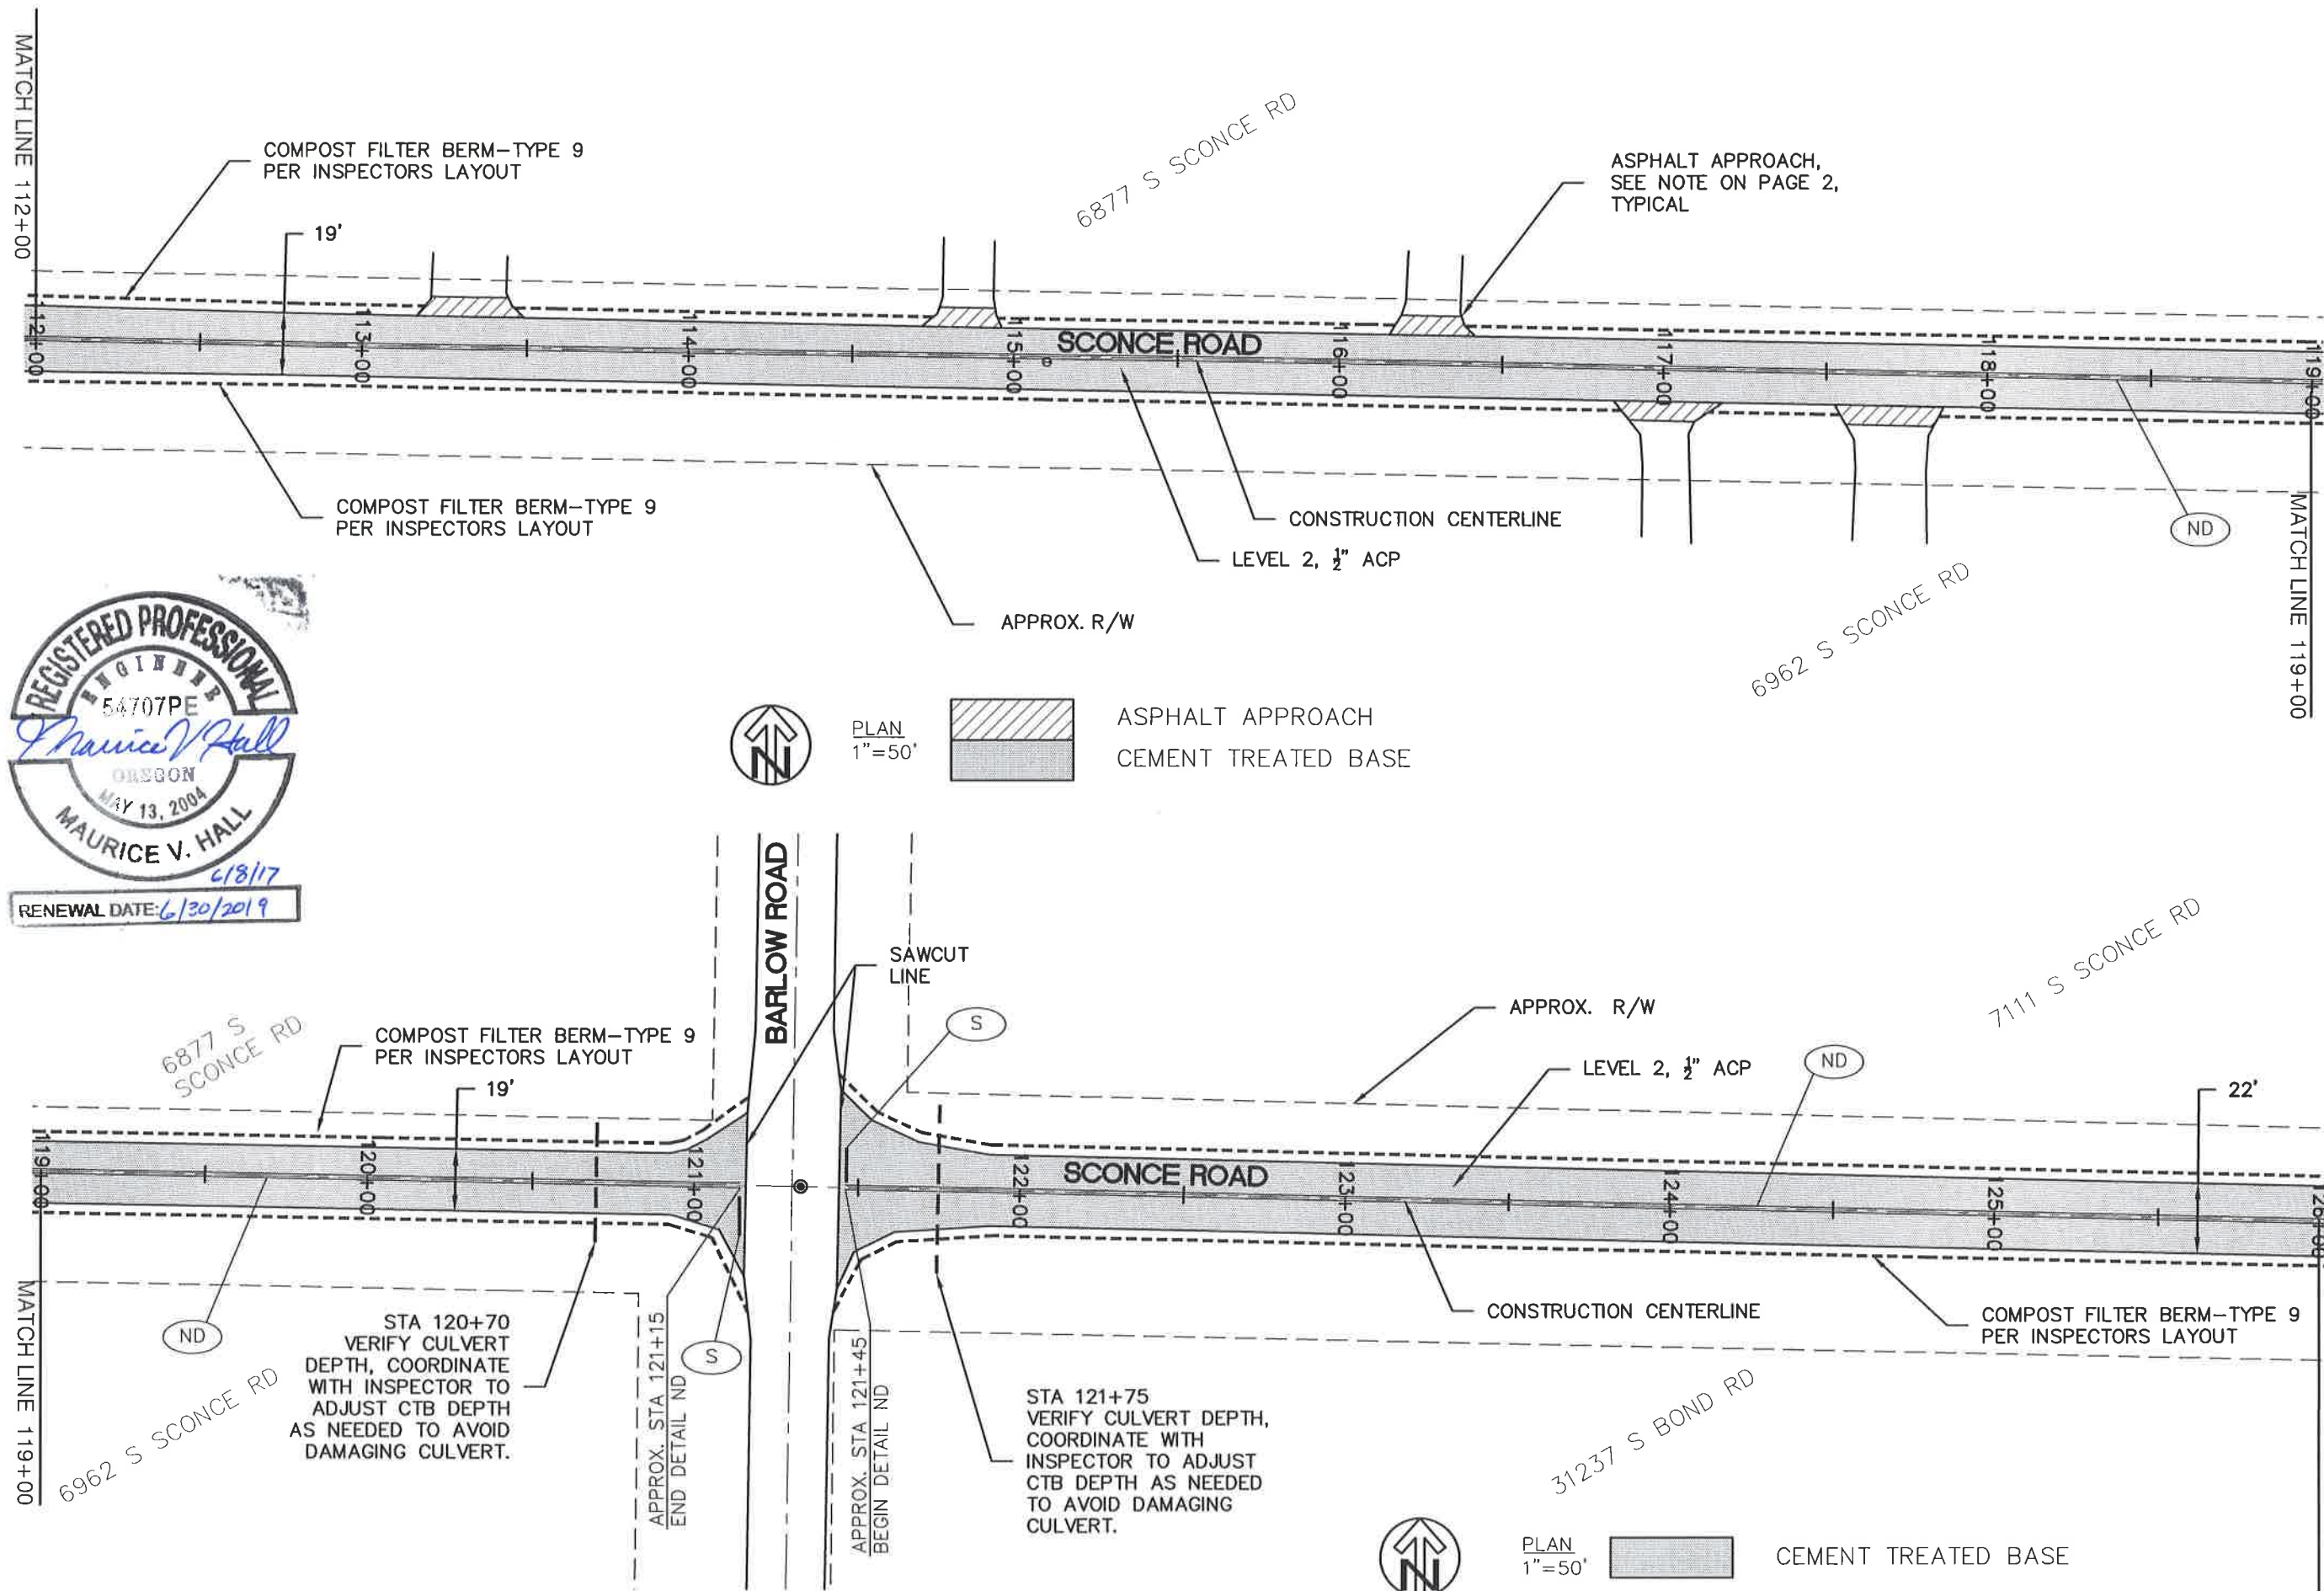 MATCH LINE 112+00
COMPOST FILTER BERM-TYPE 9
PER INSPECTORS LAYOUT
19'
6877 S SCONCE RD
ASPHALT APPROACH,
SEE NOTE ON PAGE 2,
TYPICAL
112+00
113+00
114+00
115+00
SCONCE ROAD
116+00
117+00
118+00
119+00
COMPOST FILTER BERM-TYPE 9
PER INSPECTORS LAYOUT
CONSTRUCTION CENTERLINE
LEVEL 2, ½" ACP
APPROX. R/W
ND
6962 S SCONCE RD
MATCH LINE 119+00
REGISTERED PROFESSIONAL
ENGINEER
54707PE
Maurice V Hall
OREGON
MAY 13, 2004
MAURICE V. HALL
6/8/17
RENEWAL DATE: 6/30/2019
N
PLAN
1"=50'
ASPHALT APPROACH
CEMENT TREATED BASE
BARLOW ROAD
SAWCUT
LINE
S
6877 S
SCONCE RD
COMPOST FILTER BERM-TYPE 9
PER INSPECTORS LAYOUT
19'
APPROX. R/W
LEVEL 2, ½" ACP
ND
7111 S SCONCE RD
22'
119+00
120+00
121+00
122+00
SCONCE ROAD
123+00
124+00
125+00
126+00
MATCH LINE 119+00
ND
6962 S SCONCE RD
STA 120+70
VERIFY CULVERT
DEPTH, COORDINATE
WITH INSPECTOR TO
ADJUST CTB DEPTH
AS NEEDED TO AVOID
DAMAGING CULVERT.
APPROX. STA 121+15
END DETAIL ND
S
APPROX. STA 121+45
BEGIN DETAIL ND
STA 121+75
VERIFY CULVERT DEPTH,
COORDINATE WITH
INSPECTOR TO ADJUST
CTB DEPTH AS NEEDED
TO AVOID DAMAGING
CULVERT.
CONSTRUCTION CENTERLINE
COMPOST FILTER BERM-TYPE 9
PER INSPECTORS LAYOUT
31237 S BOND RD
N
PLAN
1"=50'
CEMENT TREATED BASE